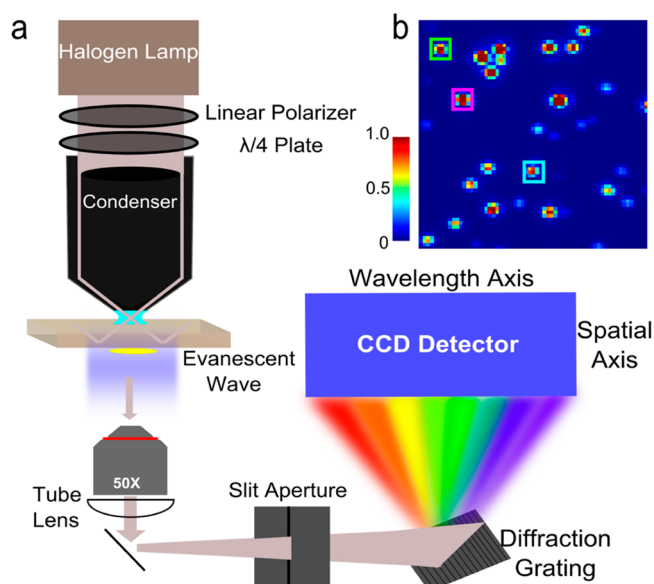 a
Halogen Lamp
Linear Polarizer
λ/4 Plate
Condenser
Evanescent
Wave
50X
Tube
Lens
Slit Aperture
Diffraction
Grating
Wavelength Axis
CCD Detector
Spatial
Axis
b
1.0
0.5
0